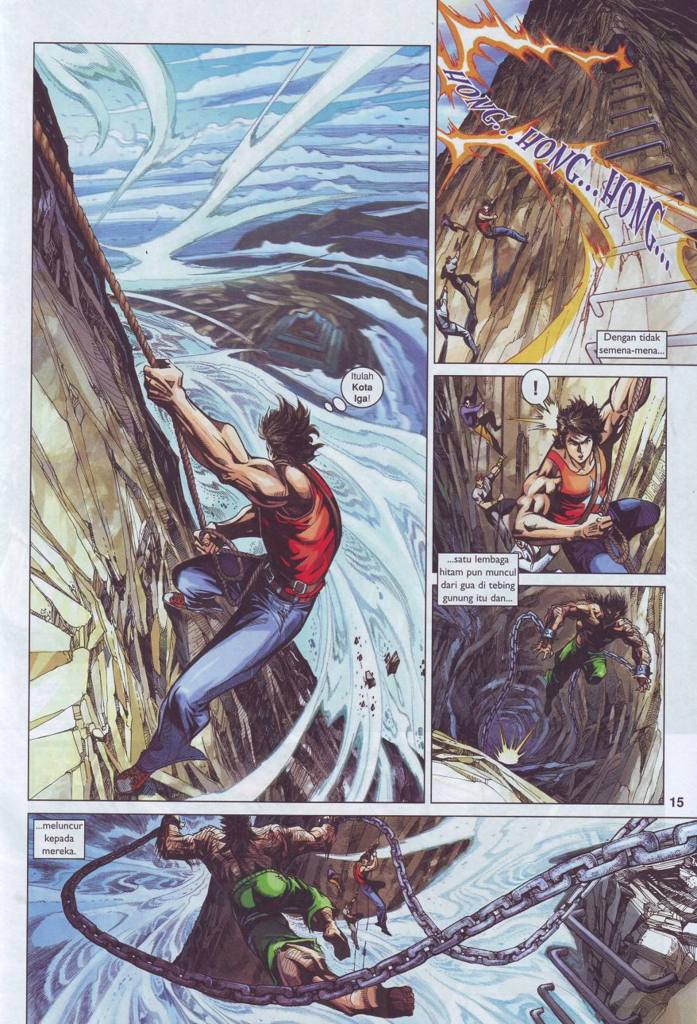 Itulah
Kota
Iga!
HONG... HONG... HONG...
Dengan tidak
semena-mena...
!
...satu lembaga
hitam pun muncul
dari gua di tebing
gunung itu dan...
15
...meluncur
kepada
mereka.